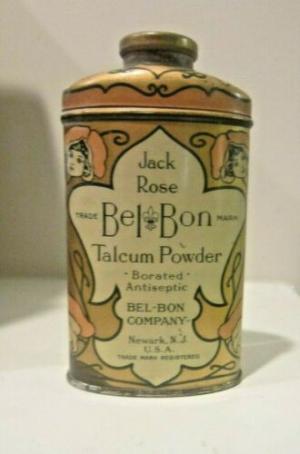 Jack
Rose
TRADE Bel Bon MARK
Talcum Powder
Borated
Antiseptic
BEL-BON
COMPANY
Newark, N.J.
U.S.A.
TRADE MARK REGISTERED